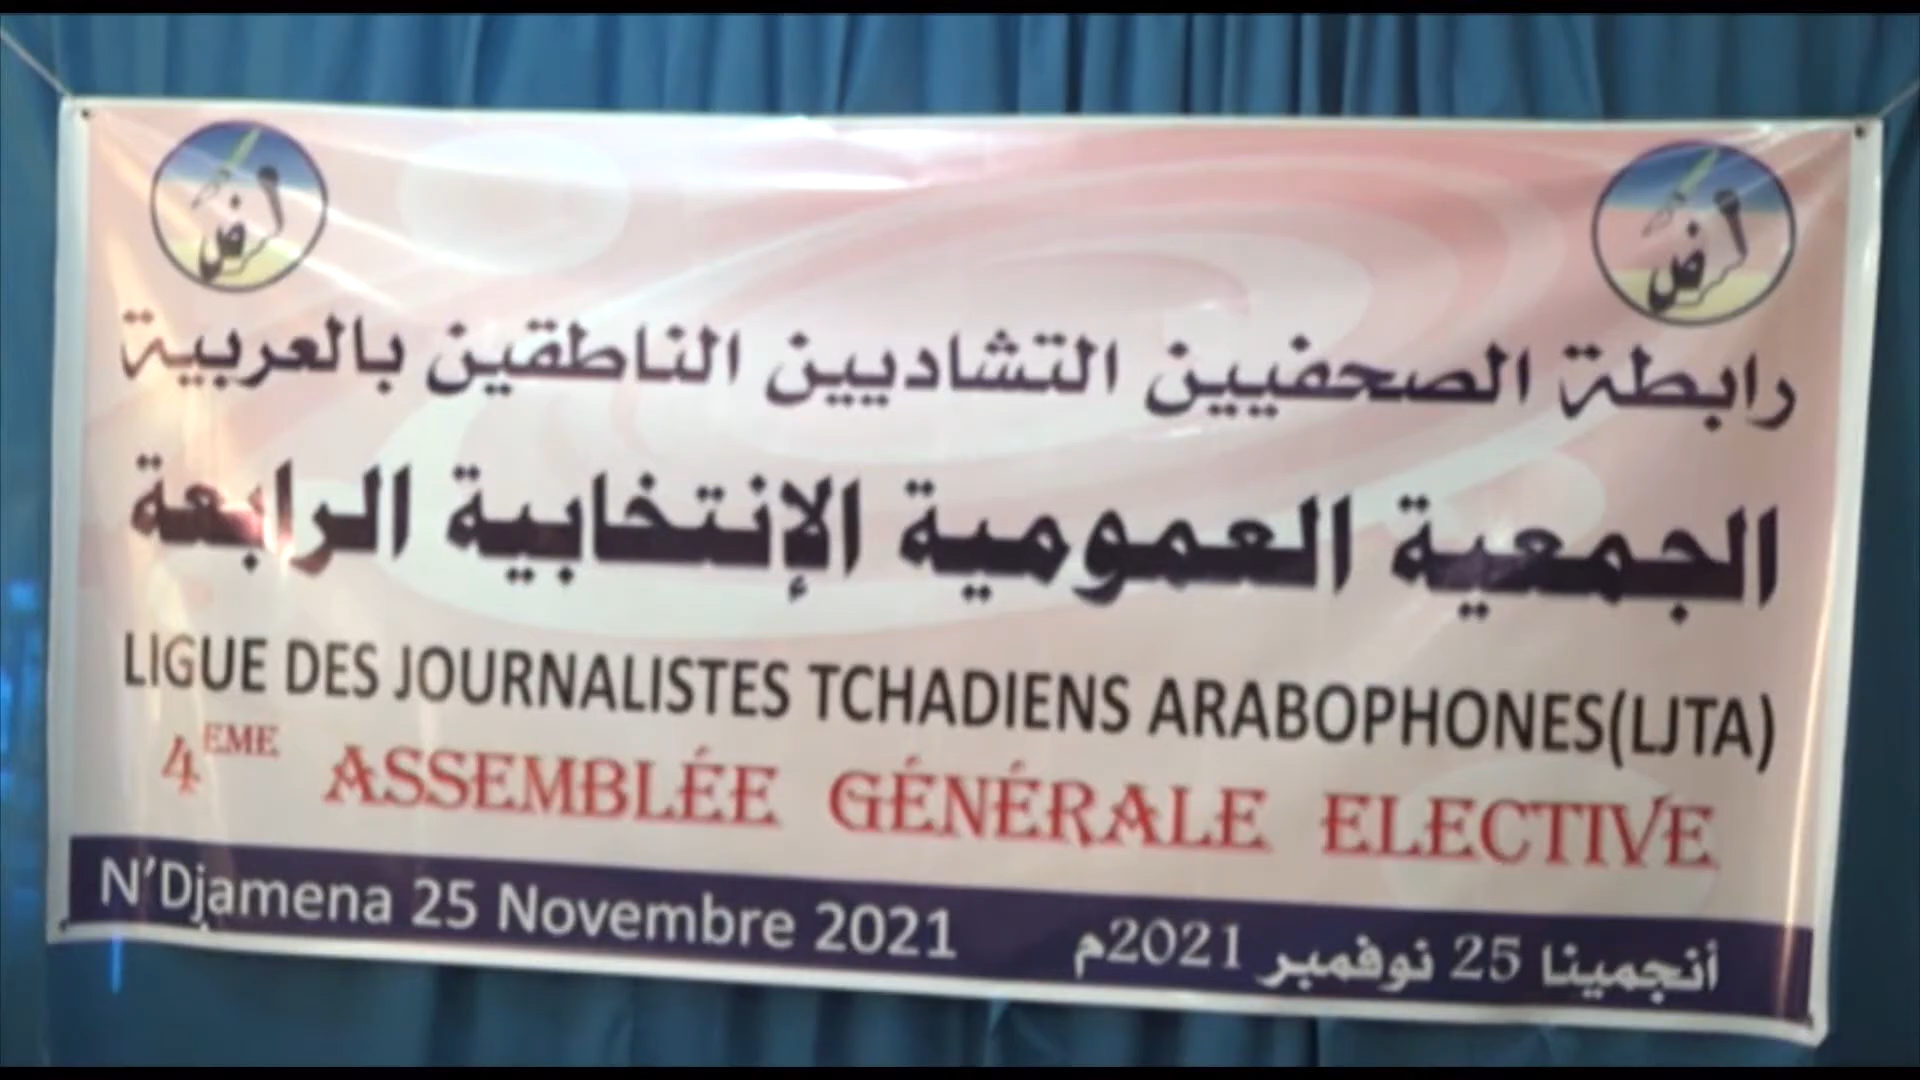 رابطة الصحفيين التشاديين الناطقين بالعربية
الجمعية العمومية الإنتخابية الرابعة
LIGUE DES JOURNALISTES TCHADIENS ARABOPHONES(LJTA)
4EME ASSEMBLÉE GÉNÉRALE ELECTIVE
N'Djamena 25 Novembre 2021
أنجمينا 25 نوفمبر 2021م